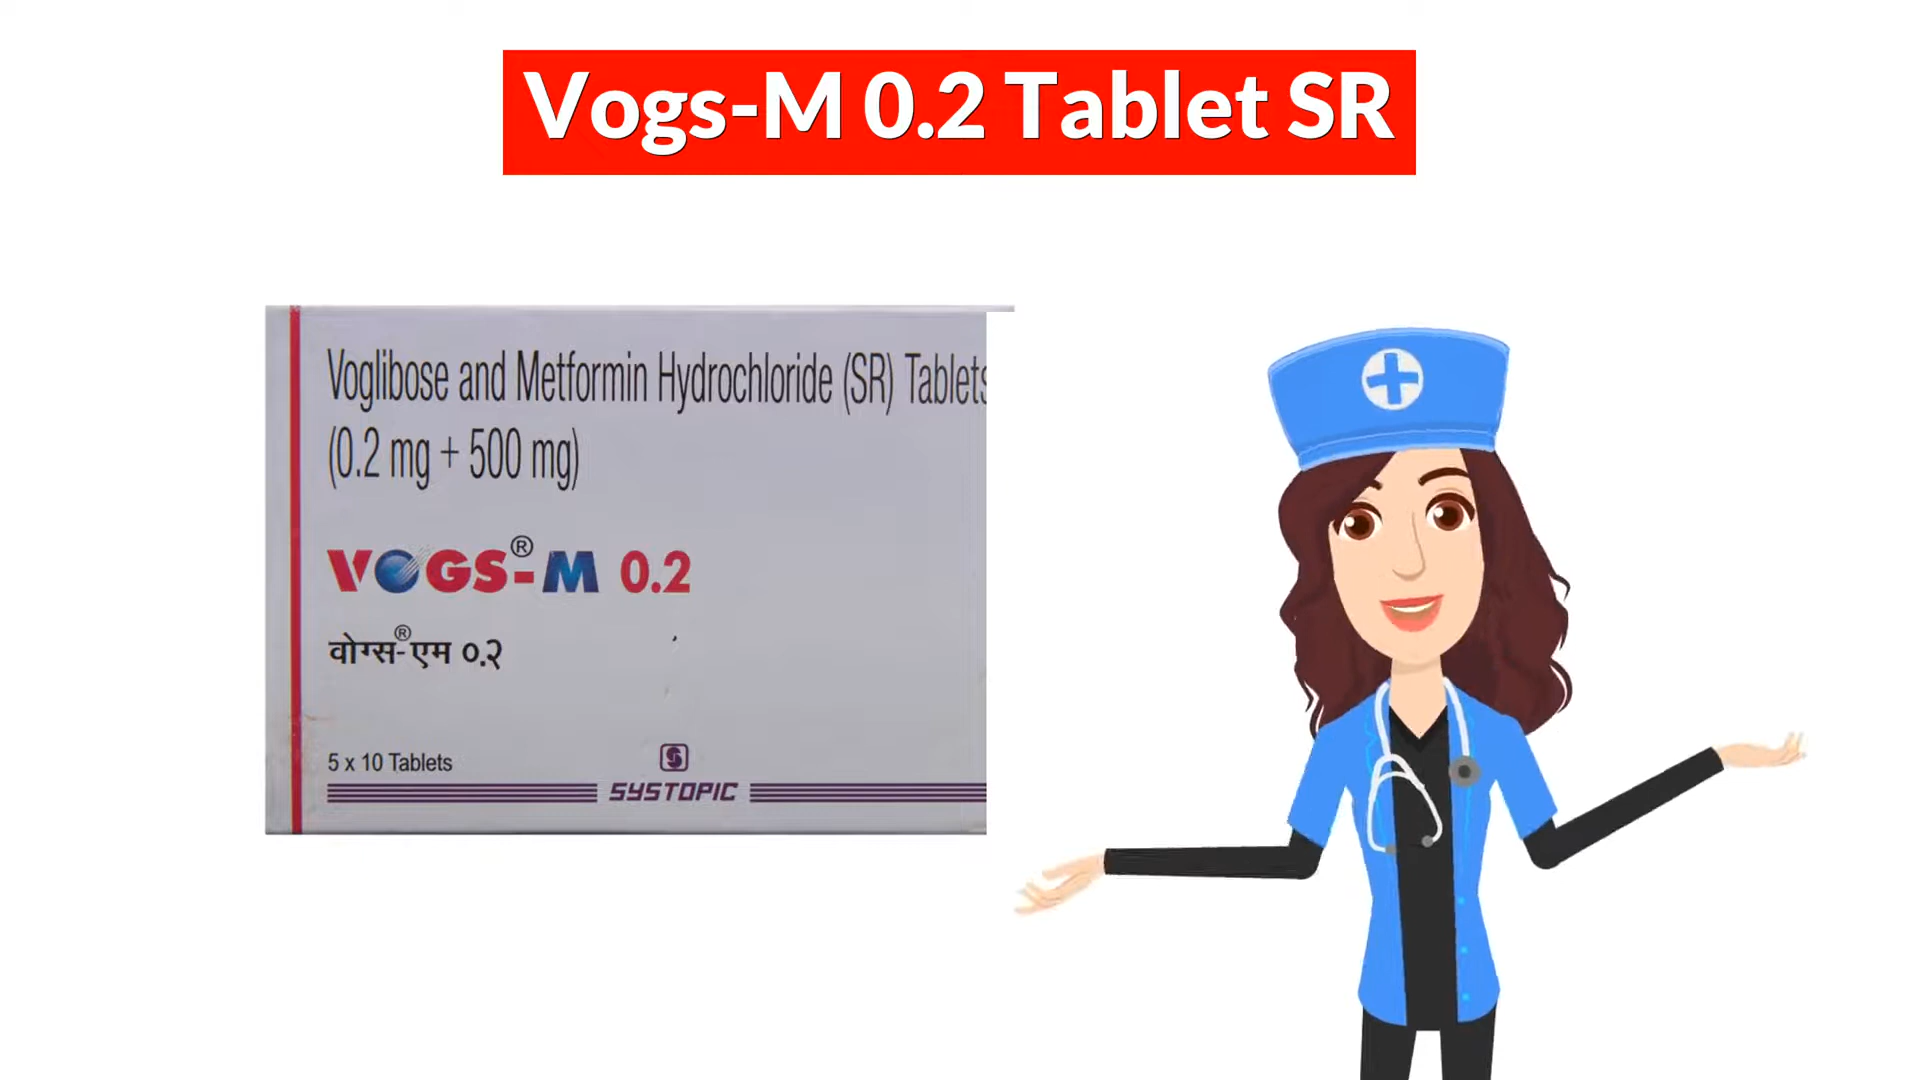 Vogs-M 0.2 Tablet SR
Voglibose and Metformin Hydrochloride (SR) Tablets
(0.2 mg + 500 mg)
VOGS®-M 0.2
वोग्स®-एम ०.२
5 x 10 Tablets
SYSTOPIC